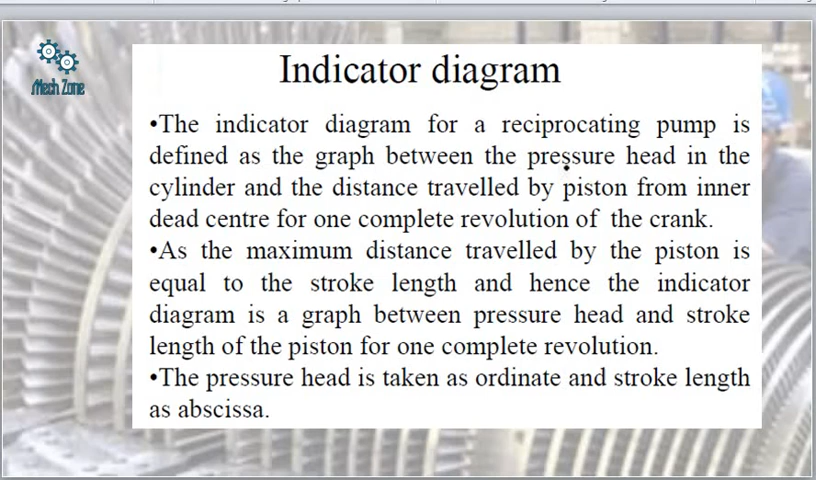 Mech Zone
Indicator diagram
•The indicator diagram for a reciprocating pump is
defined as the graph between the pressure head in the
cylinder and the distance travelled by piston from inner
dead centre for one complete revolution of the crank.
•As the maximum distance travelled by the piston is
equal to the stroke length and hence the indicator
diagram is a graph between pressure head and stroke
length of the piston for one complete revolution.
•The pressure head is taken as ordinate and stroke length
as abscissa.